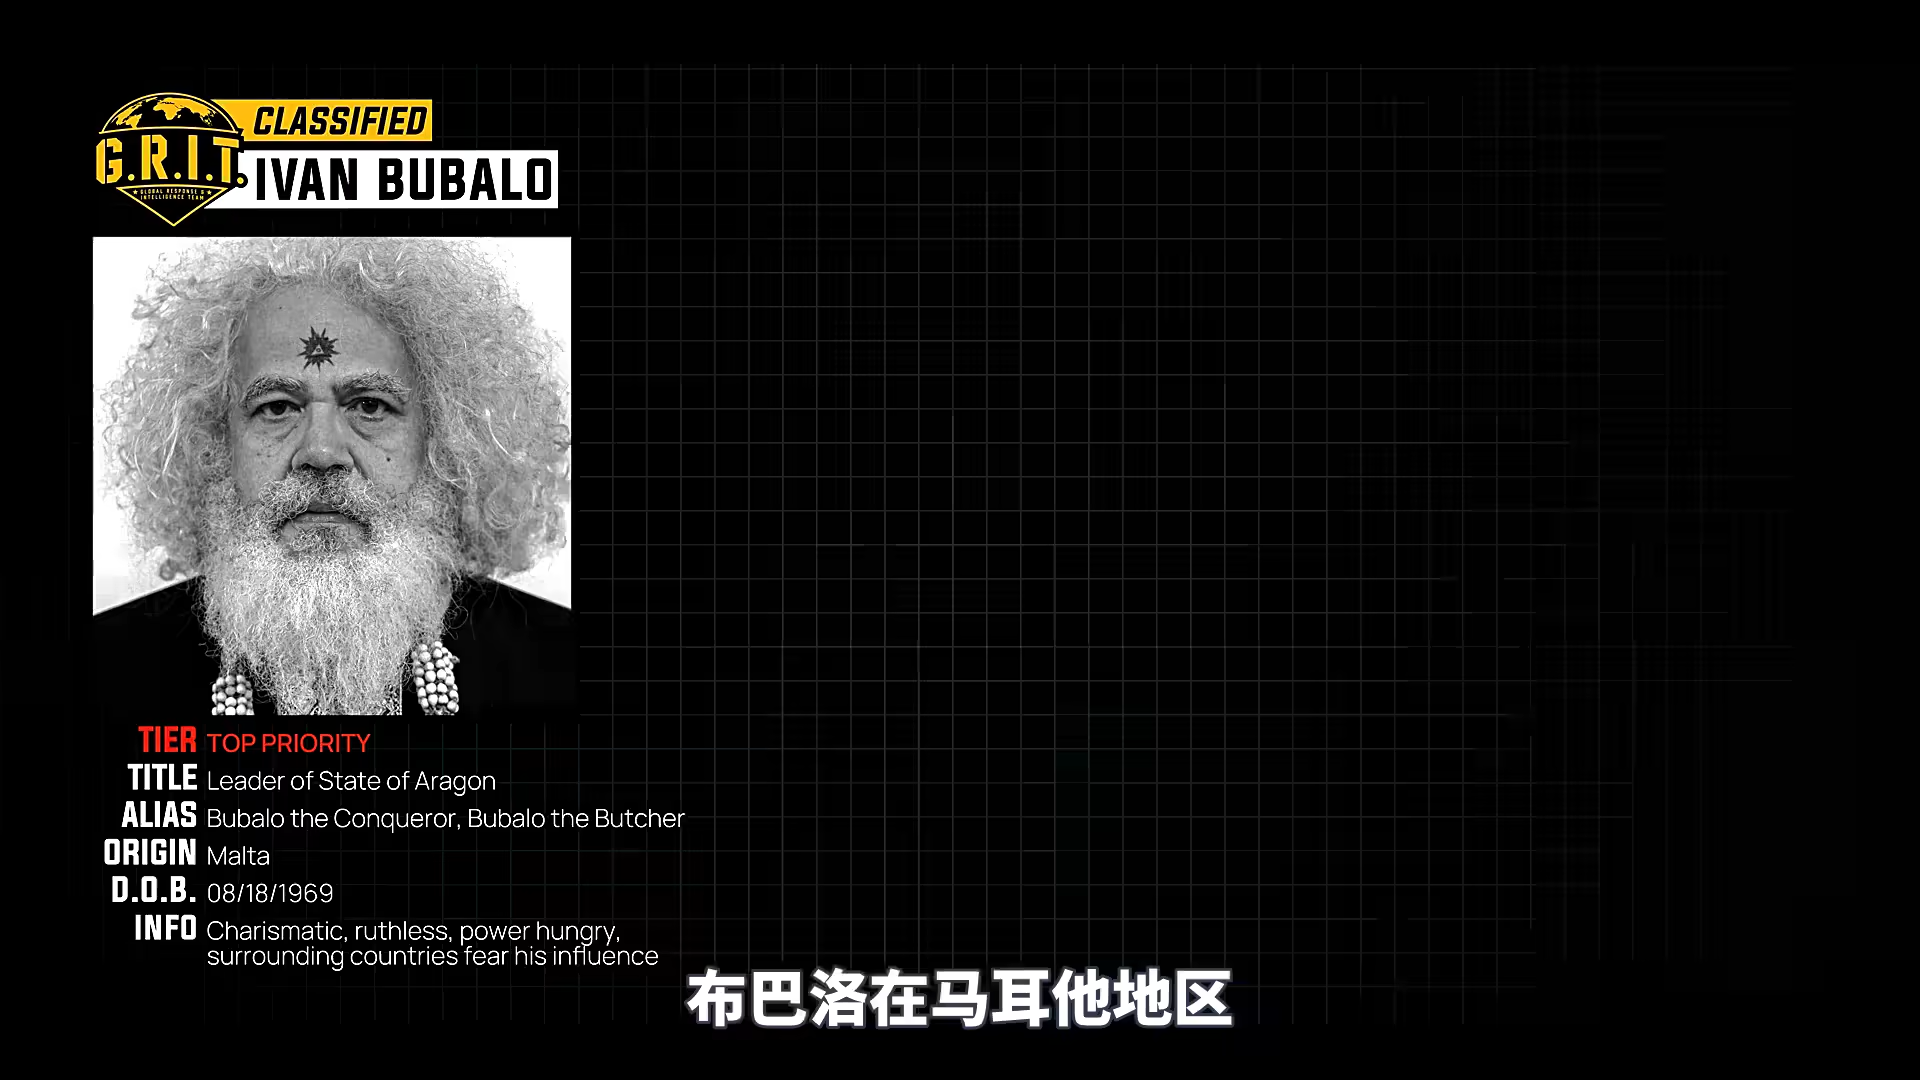 CLASSIFIED
G.R.I.T.
GLOBAL RESPONSE &
INTELLIGENCE TEAM
IVAN BUBALO
TIER TOP PRIORITY
TITLE Leader of State of Aragon
ALIAS Bubalo the Conqueror, Bubalo the Butcher
ORIGIN Malta
D.O.B. 08/18/1969
INFO Charismatic, ruthless, power hungry,
surrounding countries fear his influence
布巴洛在马耳他地区